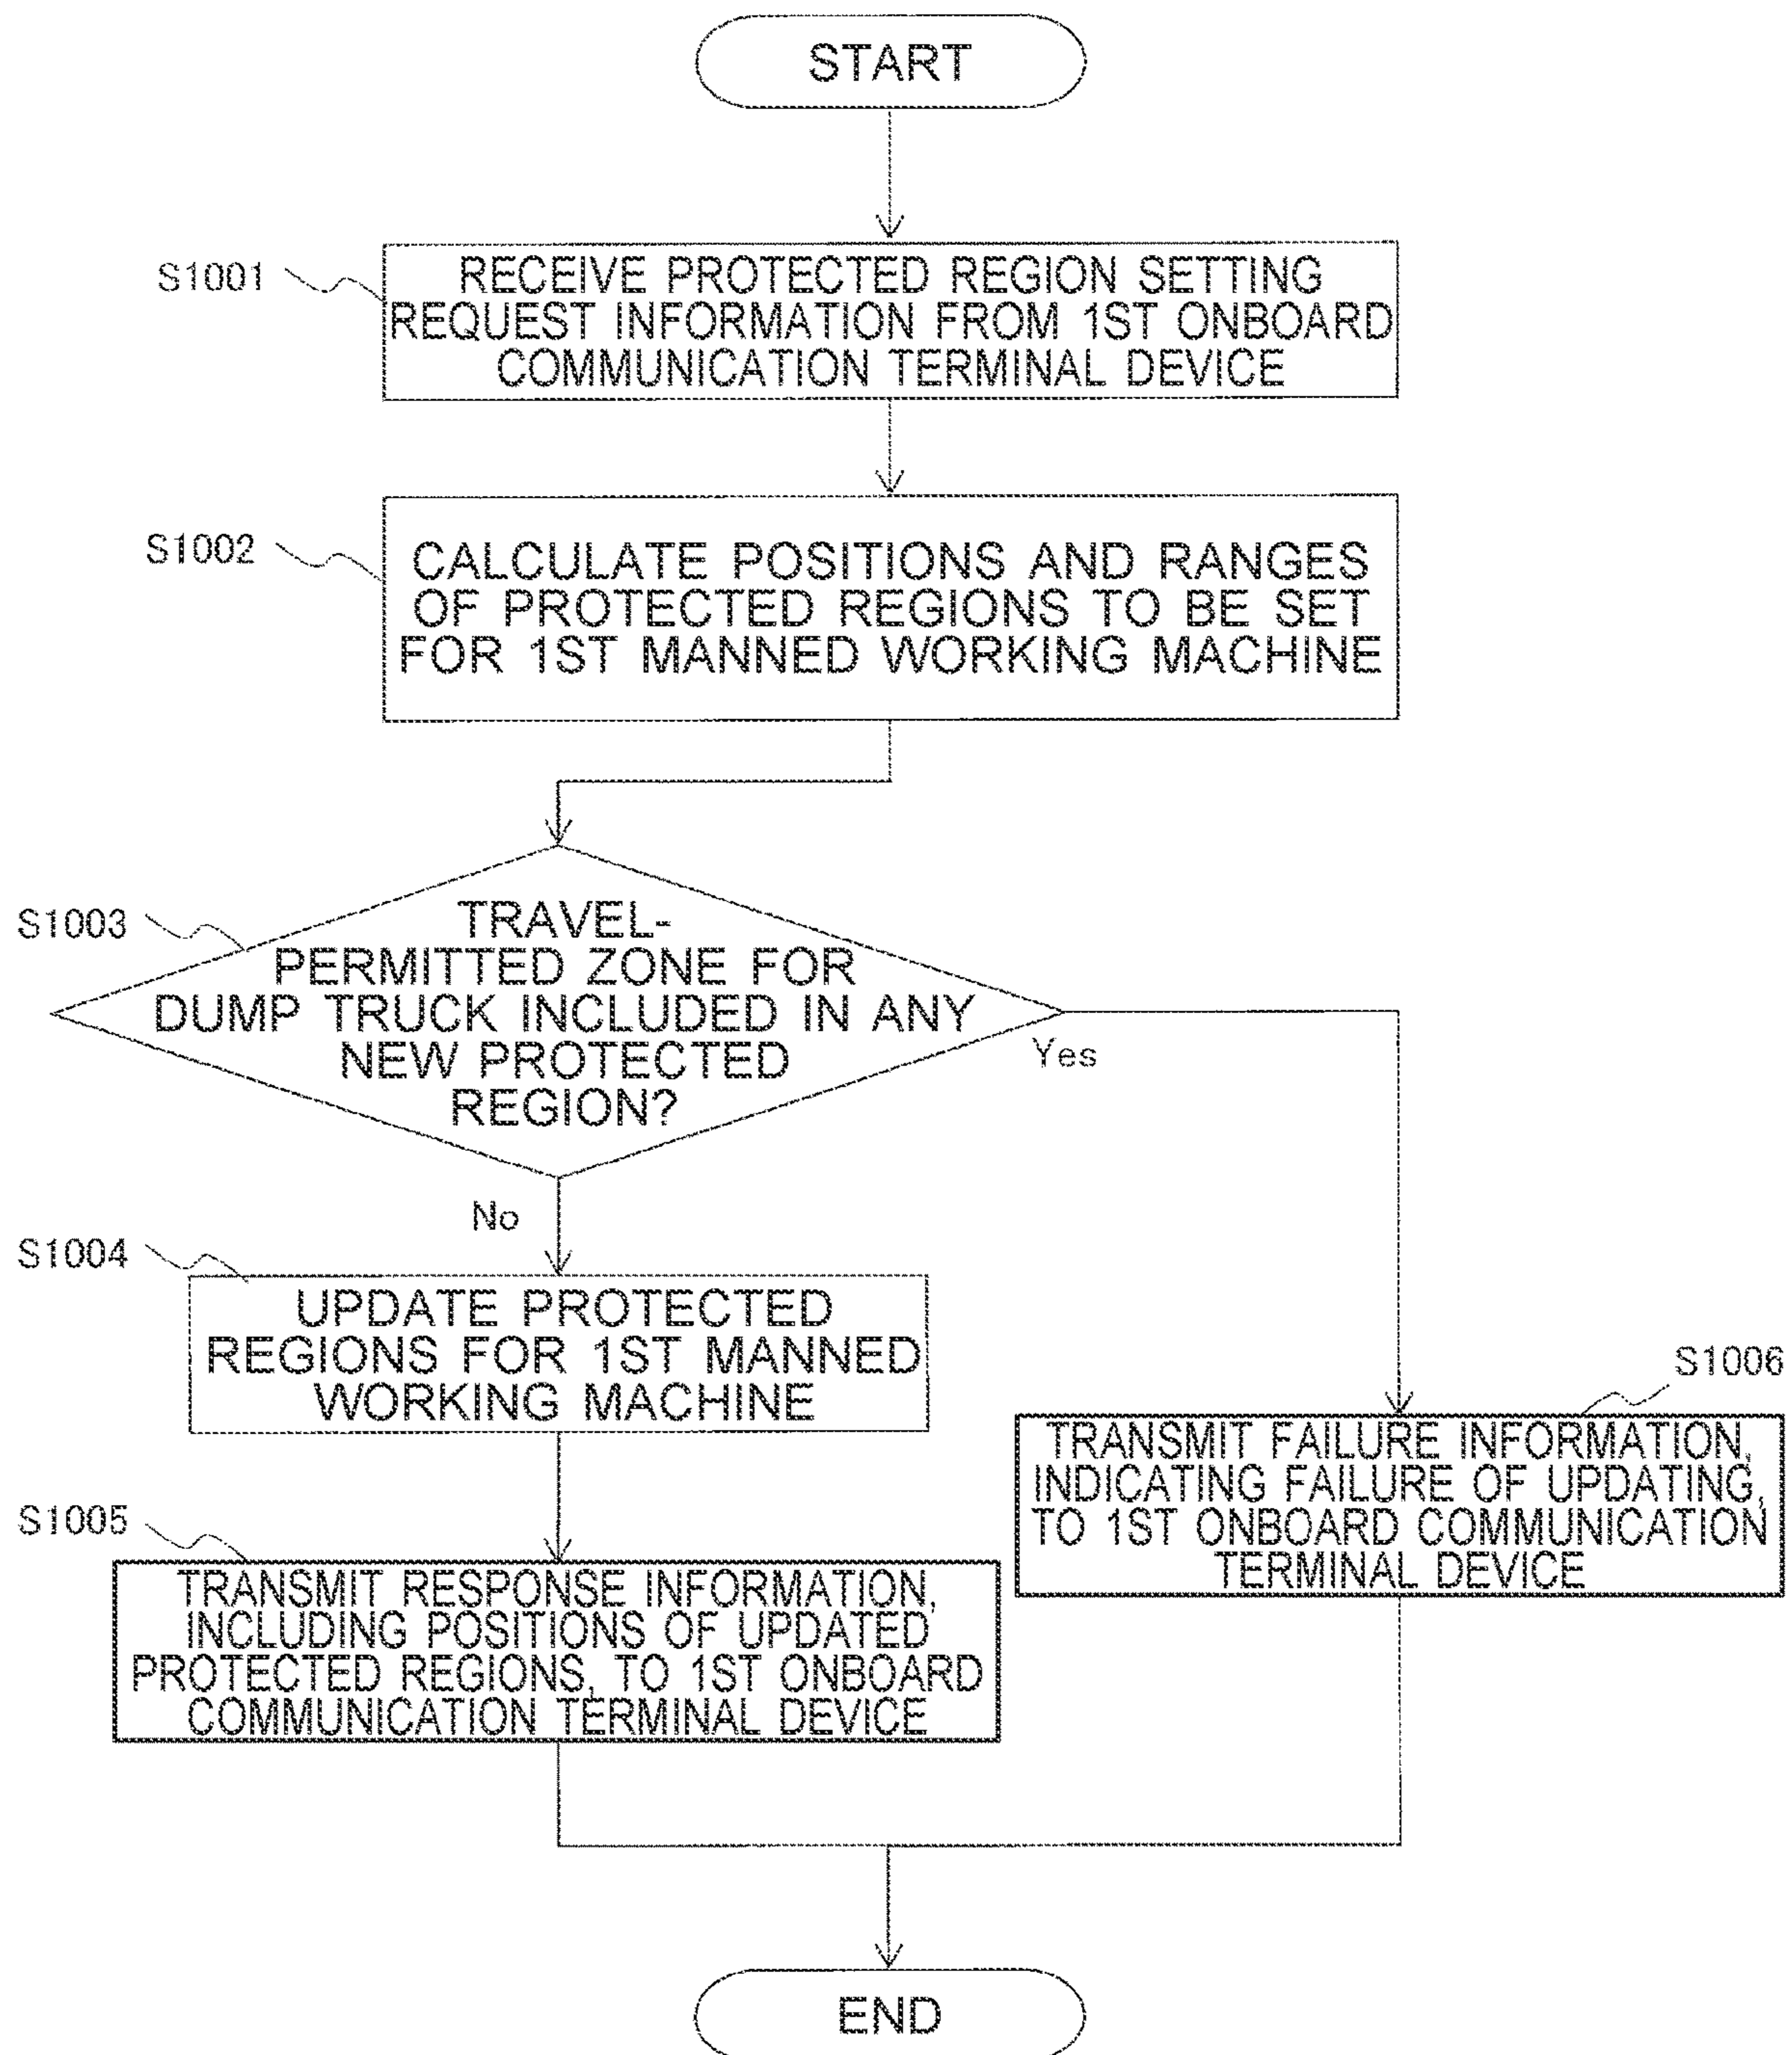 START
S1001
RECEIVE PROTECTED REGION SETTING
REQUEST INFORMATION FROM 1ST ONBOARD
COMMUNICATION TERMINAL DEVICE
S1002
CALCULATE POSITIONS AND RANGES
OF PROTECTED REGIONS TO BE SET
FOR 1ST MANNED WORKING MACHINE
S1003
TRAVEL-
PERMITTED ZONE FOR
DUMP TRUCK INCLUDED IN ANY
NEW PROTECTED
REGION?
Yes
No
S1004
UPDATE PROTECTED
REGIONS FOR 1ST MANNED
WORKING MACHINE
S1006
TRANSMIT FAILURE INFORMATION,
INDICATING FAILURE OF UPDATING,
TO 1ST ONBOARD COMMUNICATION
TERMINAL DEVICE
S1005
TRANSMIT RESPONSE INFORMATION,
INCLUDING POSITIONS OF UPDATED
PROTECTED REGIONS, TO 1ST ONBOARD
COMMUNICATION TERMINAL DEVICE
END